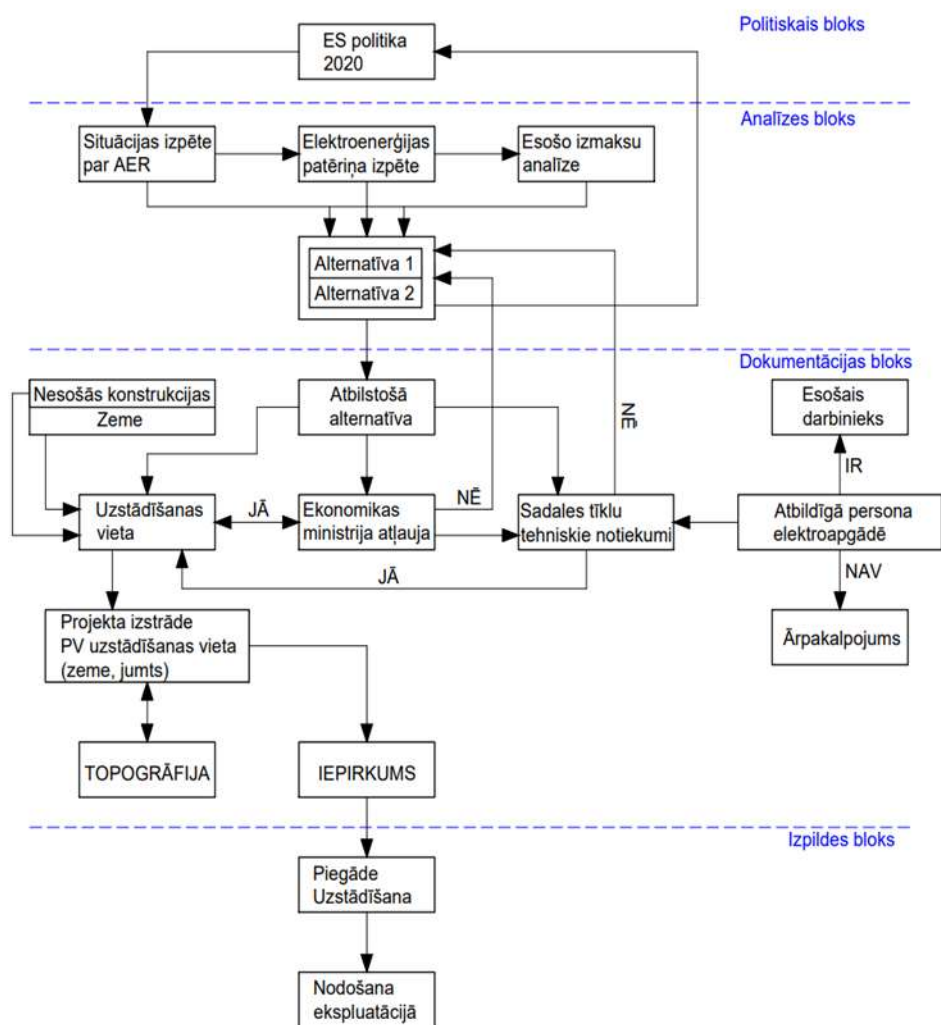 Politiskais bloks
ES politika
2020
Analīzes bloks
Situācijas izpēte
par AER
Elektroenerģijas
patēriņa izpēte
Esošo izmaksu
analīze
Alternatīva 1
Alternatīva 2
Dokumentācijas bloks
Nesošās konstrukcijas
Zeme
Atbilstošā
alternatīva
NĒ
Esošais
darbinieks
IR
Uzstādīšanas
vieta
JĀ
Ekonomikas
ministrija atļauja
NĒ
Sadales tīklu
tehniskie notiekumi
Atbildīgā persona
elektroapgādē
JĀ
NAV
Projekta izstrāde
PV uzstādīšanas vieta
(zeme, jumts)
Ārpakalpojums
TOPOGRĀFIJA
IEPIRKUMS
Izpildes bloks
Piegāde
Uzstādīšana
Nodošana
ekspluatācijā